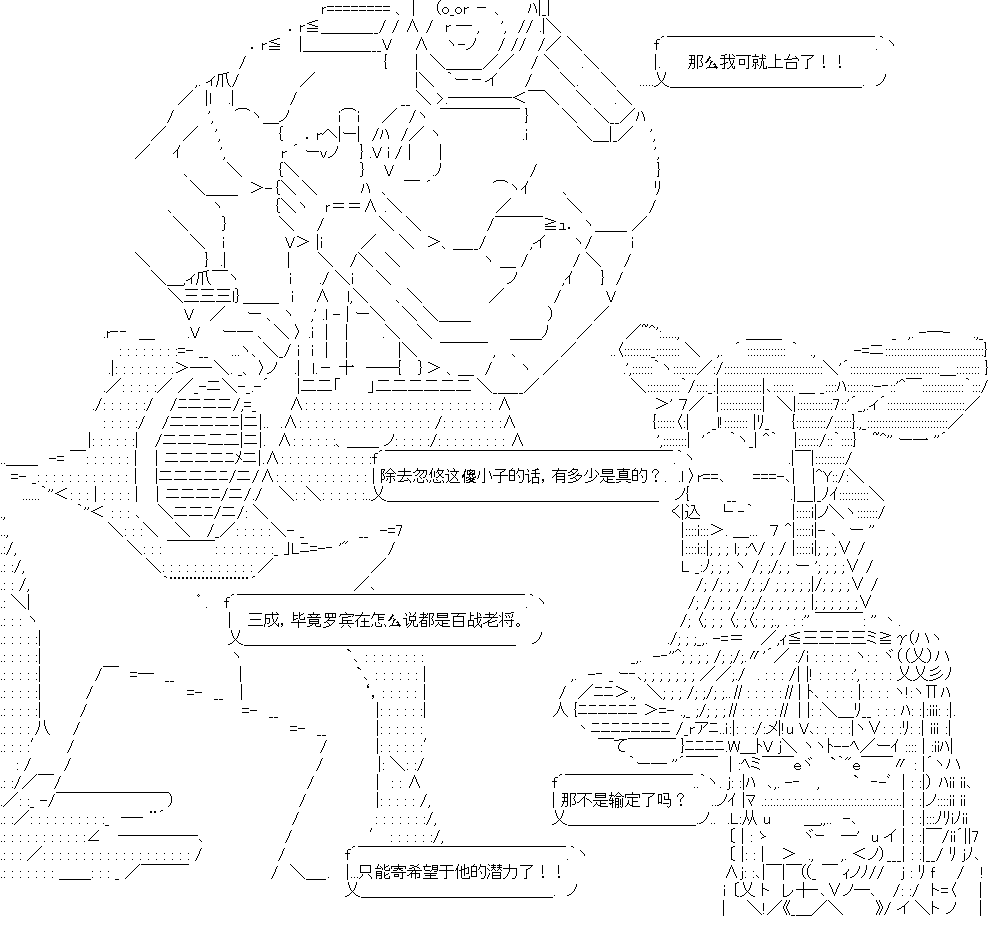 那么我可就上台了！！
除去忽悠这傻小子的话，有多少是真的？
三成，毕竟罗宾在怎么说都是百战老将。
那不是输定了吗？
只能寄希望于他的潜力了！！